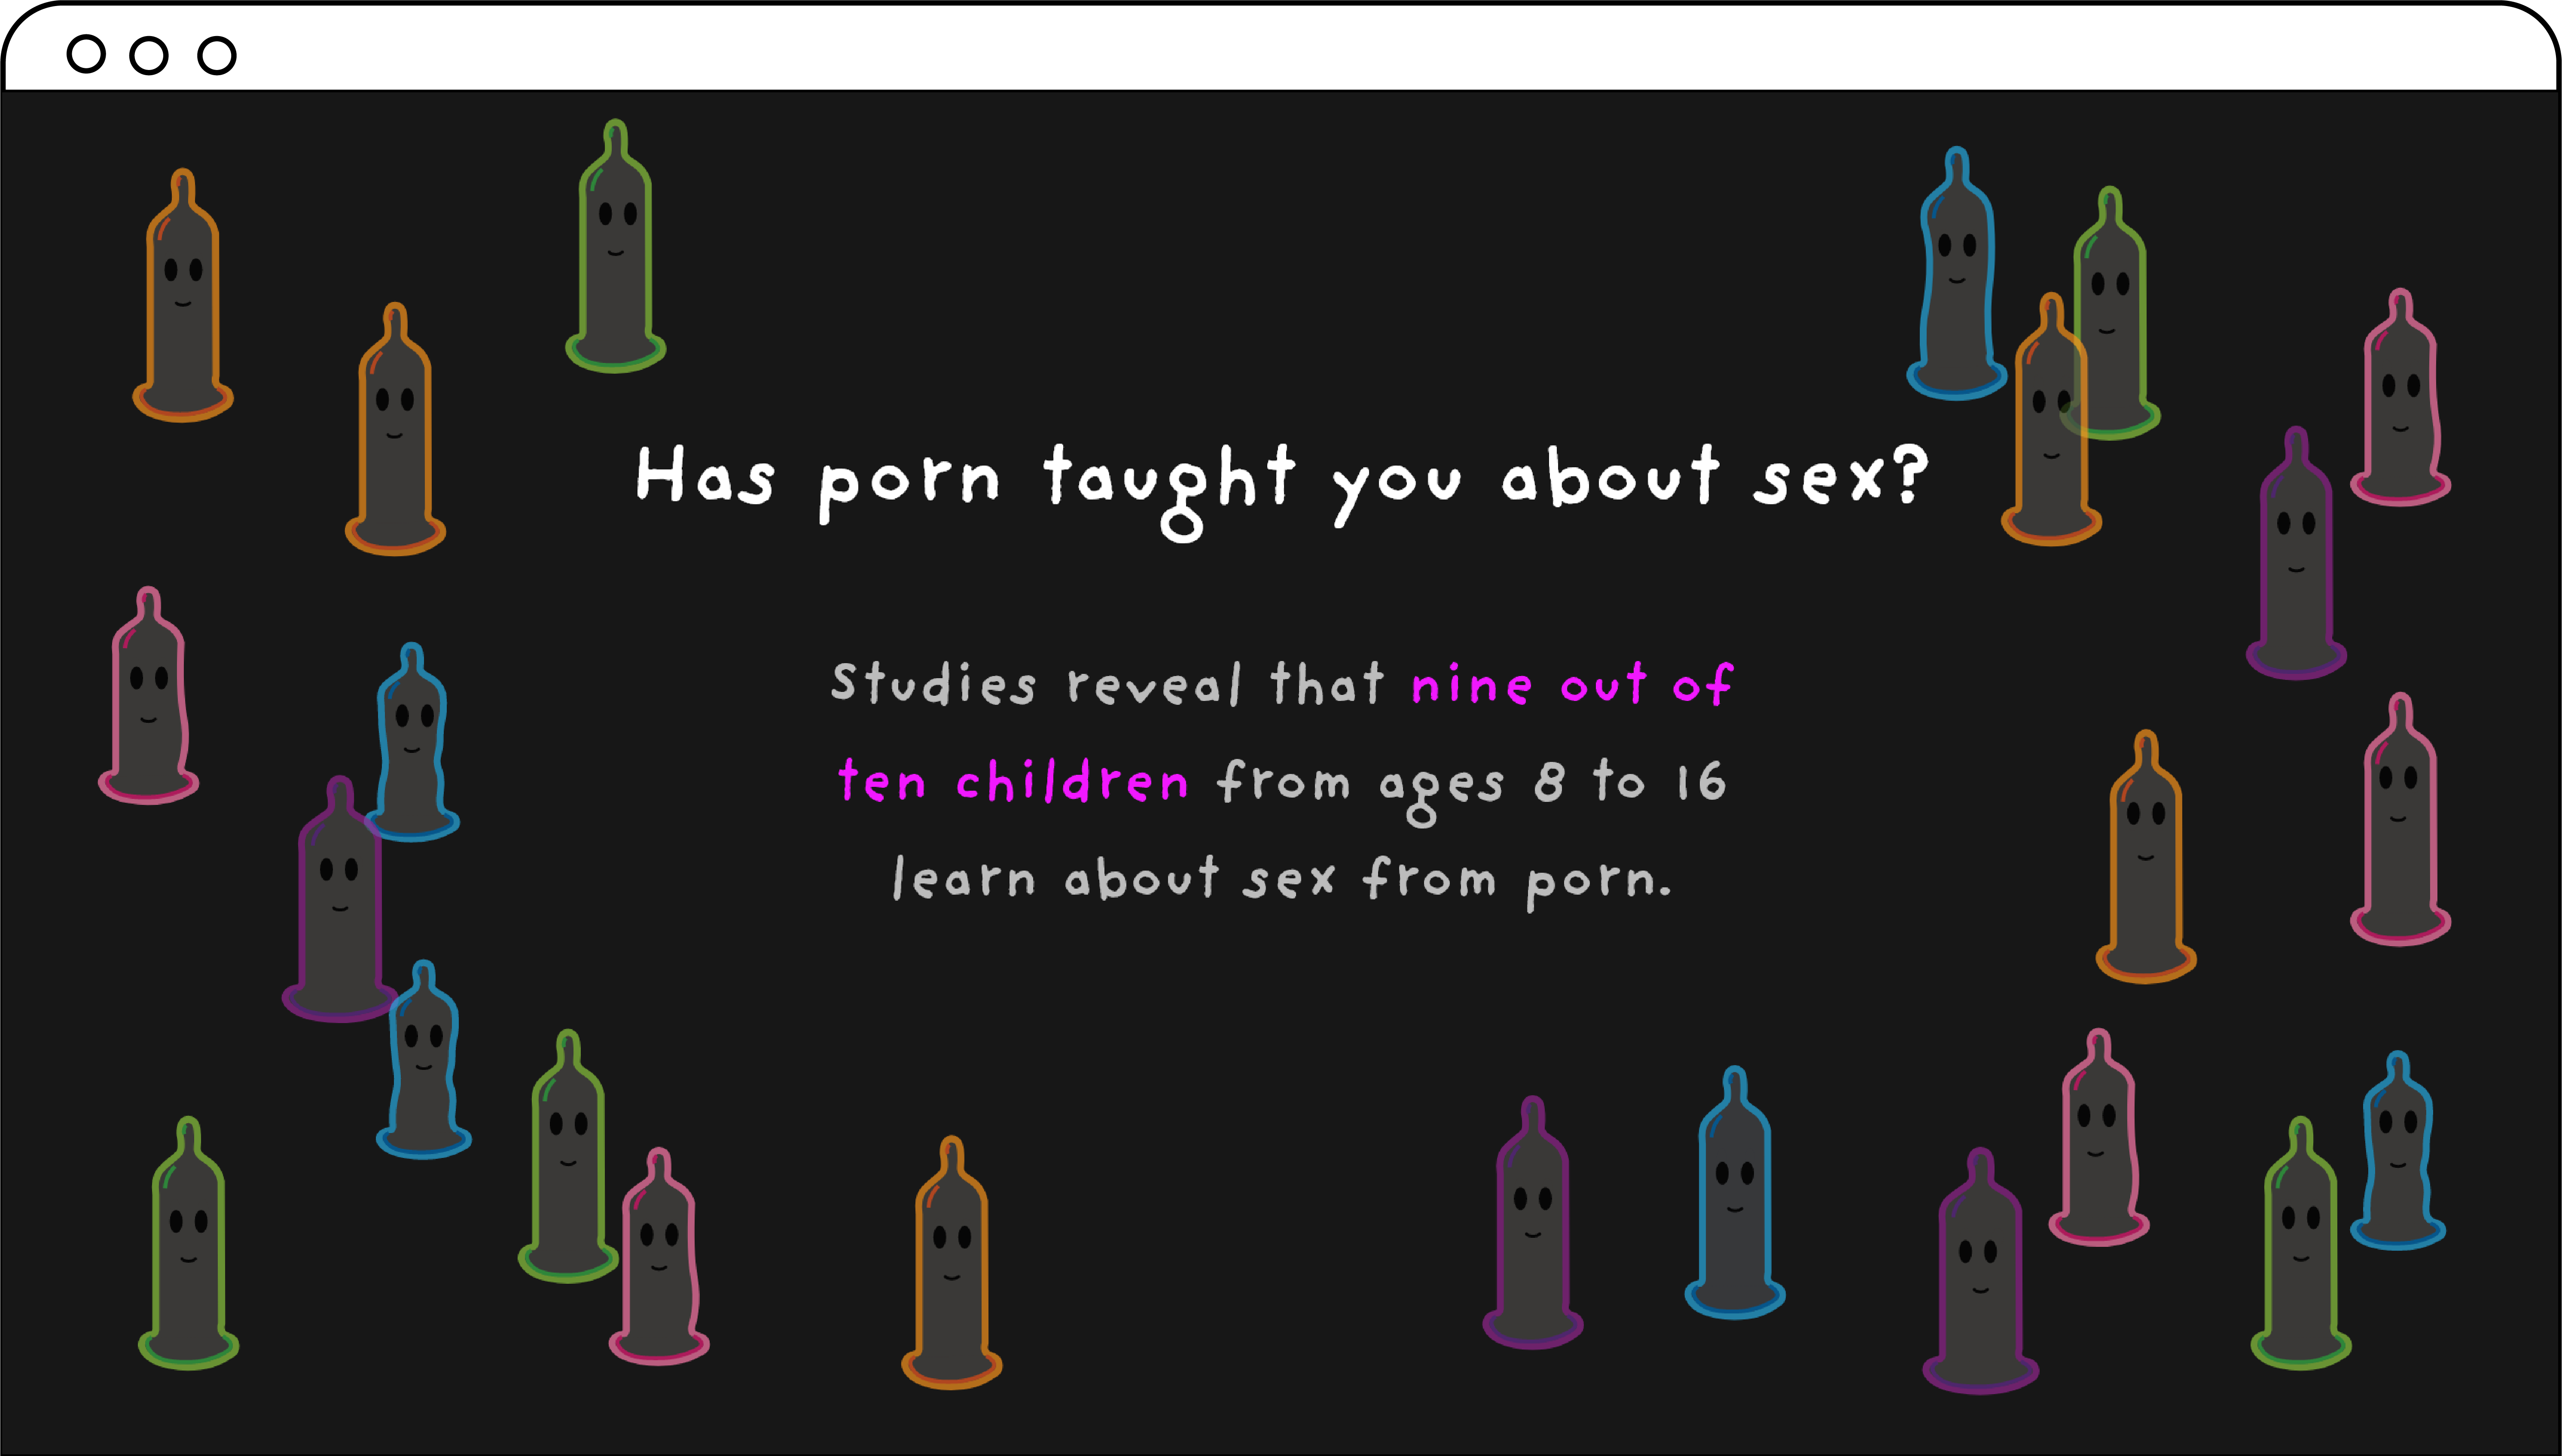 Has porn taught you about sex?
Studies reveal that nine out of
ten children from ages 8 to 16
learn about sex from porn.